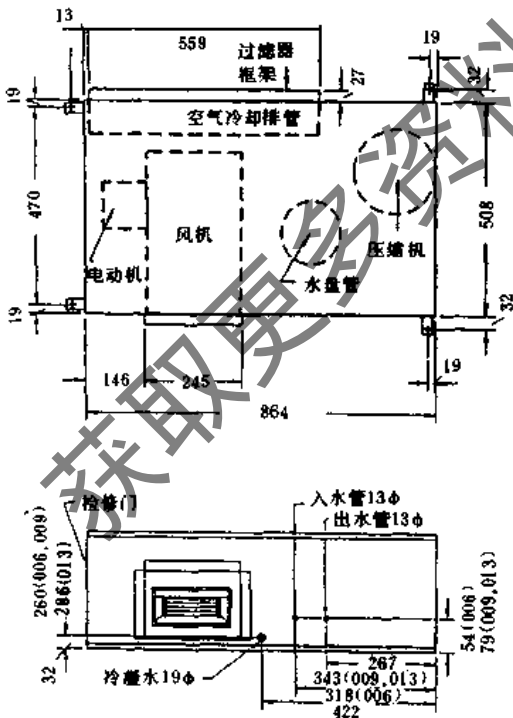 13
559
过滤器
框架
27
19
32
19
空气冷却排管
470
风机
电动机
水盘管
压缩机
508
19
32
19
146
245
864
检修门
入水管13φ
出水管13φ
260(006,009)
286(013)
54(006)
79(009,013)
32
冷凝水19φ
267
343(009,013)
318(006)
422
获取更多资料